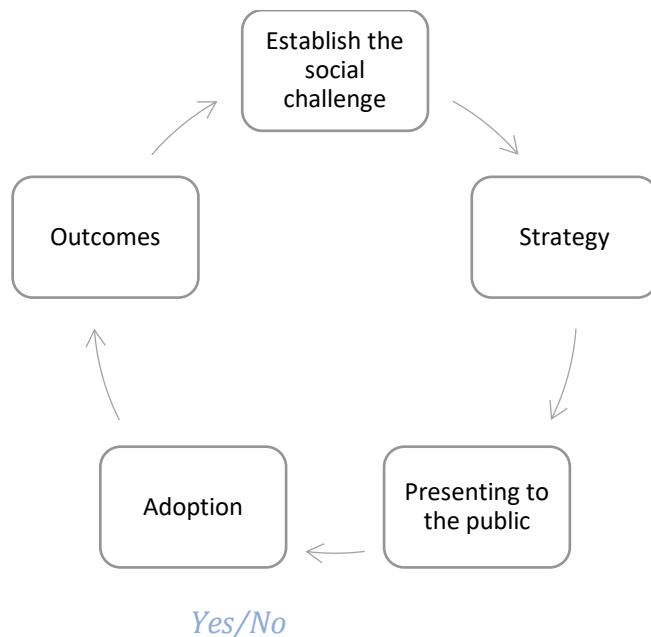 Establish the
social
challenge
Strategy
Presenting to
the public
Adoption
Outcomes
Yes/No